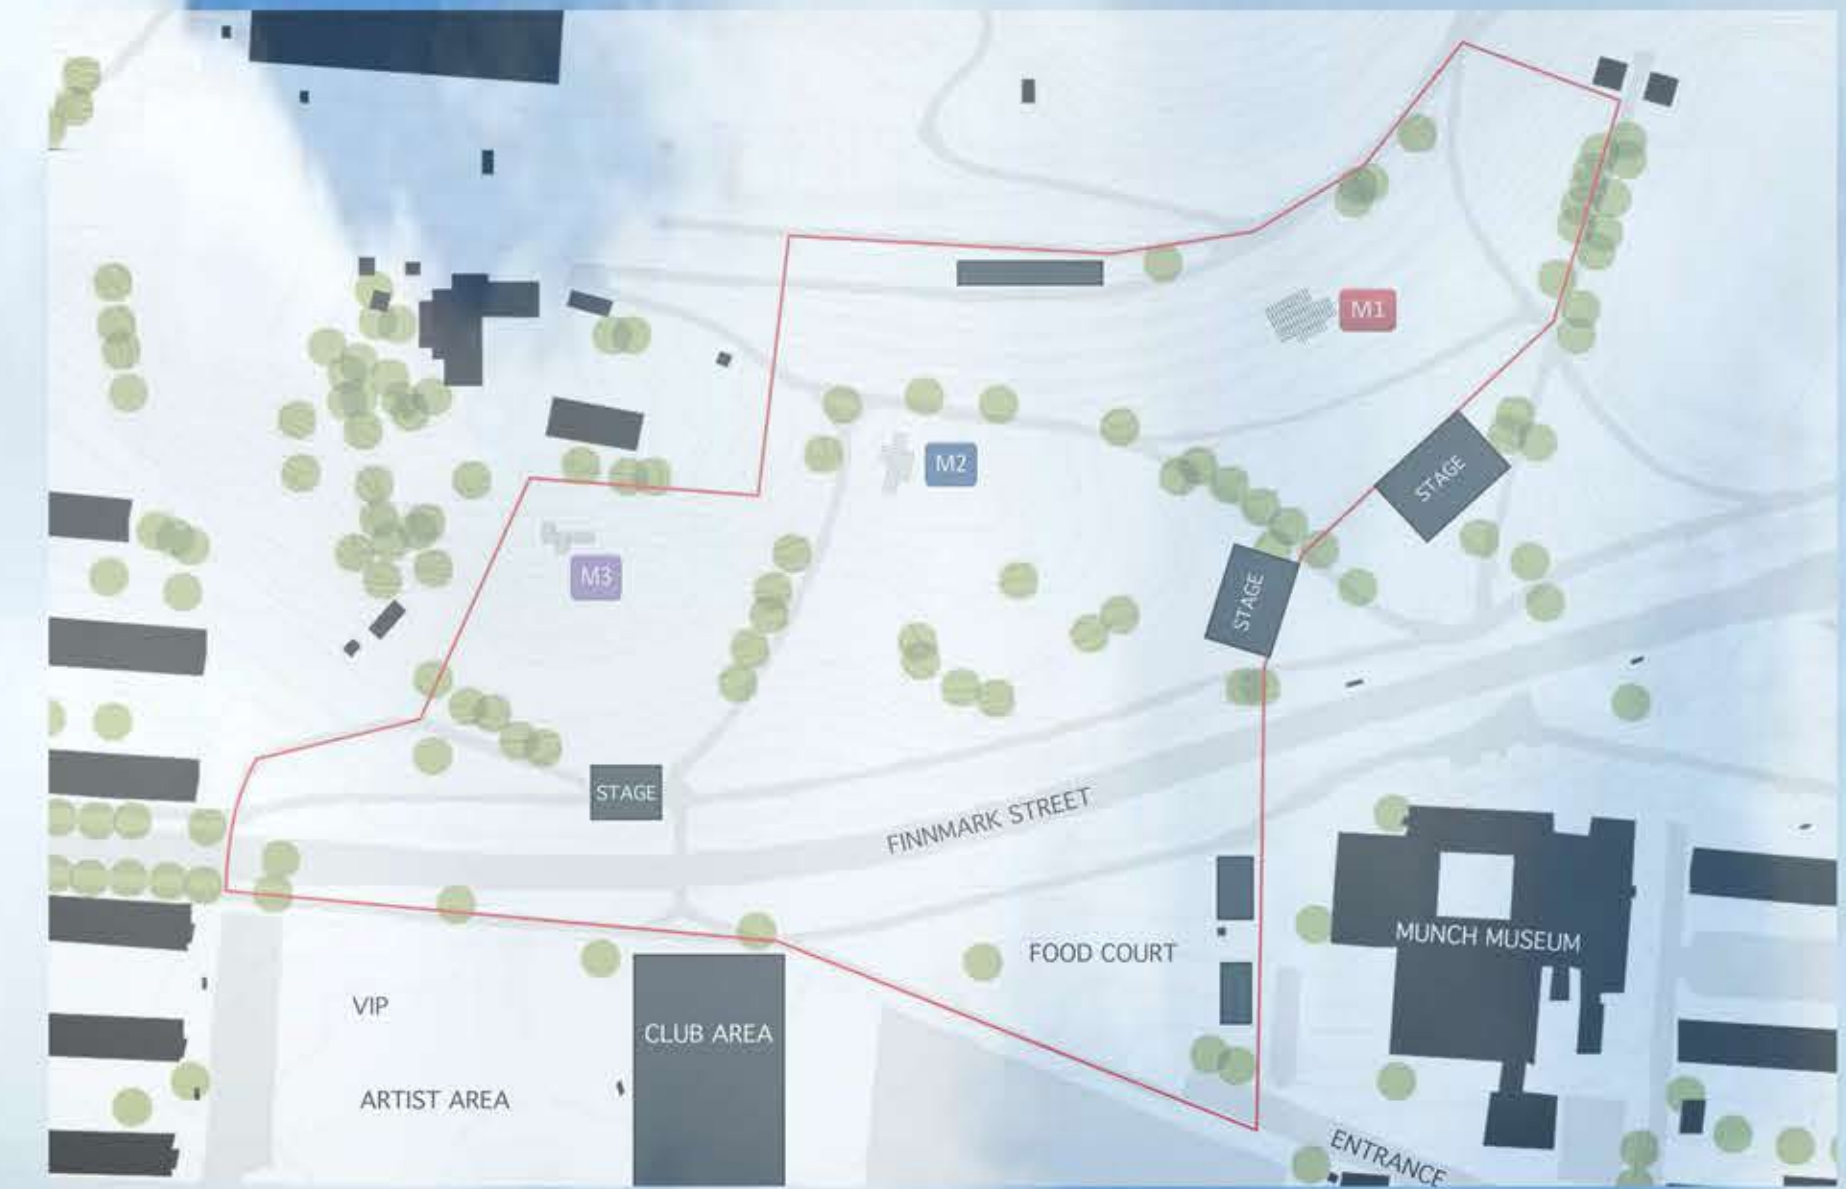 M1
M2
STAGE
M3
STAGE
STAGE
FINNMARK STREET
MUNCH MUSEUM
FOOD COURT
VIP
CLUB AREA
ARTIST AREA
ENTRANCE